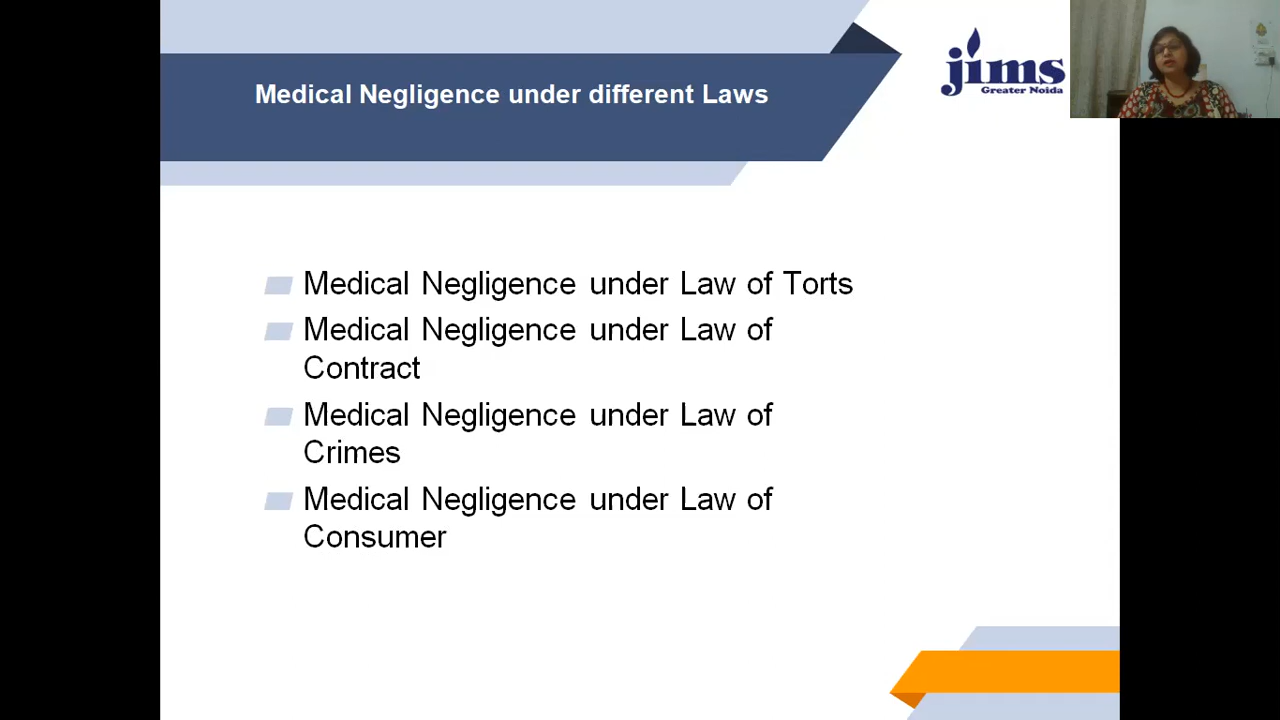 Medical Negligence under different Laws
jims
Greater Noida
Medical Negligence under Law of Torts
Medical Negligence under Law of
Contract
Medical Negligence under Law of
Crimes
Medical Negligence under Law of
Consumer